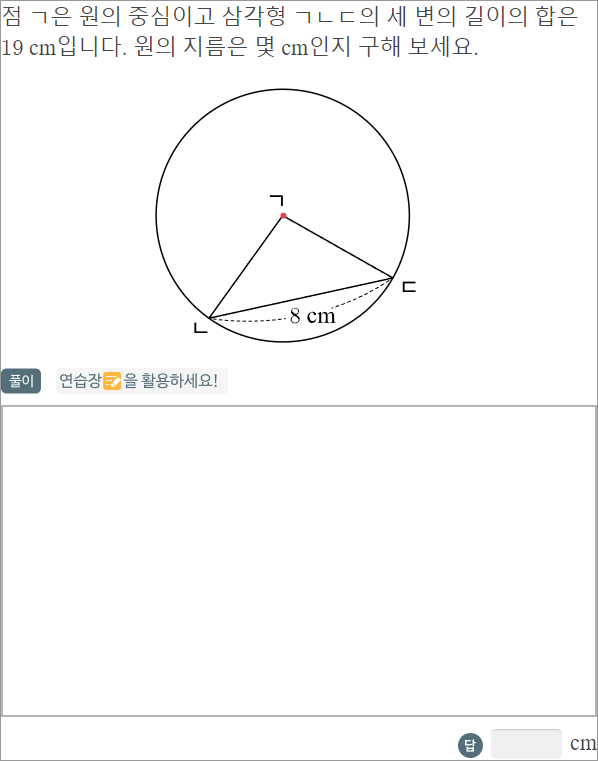 점 ㄱ은 원의 중심이고 삼각형 ㄱㄴㄷ의 세 변의 길이의 합은
19 cm입니다. 원의 지름은 몇 cm인지 구해 보세요.
ㄱ
ㄷ
8 cm
ㄴ
풀이 연습장을 활용하세요!
답 cm